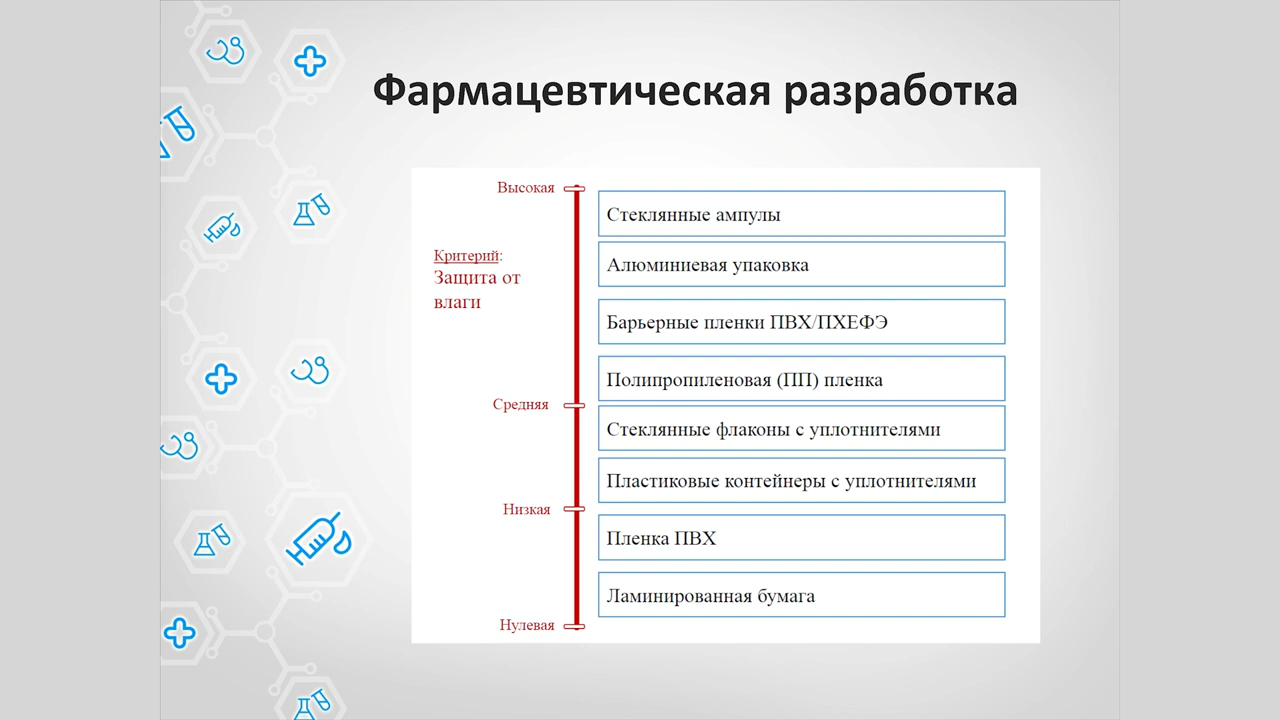 Фармацевтическая разработка
Высокая
Критерий:
Защита от
влаги
Средняя
Низкая
Нулевая
Стеклянные ампулы
Алюминиевая упаковка
Барьерные пленки ПВХ/ПХЕФЭ
Полипропиленовая (ПП) пленка
Стеклянные флаконы с уплотнителями
Пластиковые контейнеры с уплотнителями
Пленка ПВХ
Ламинированная бумага